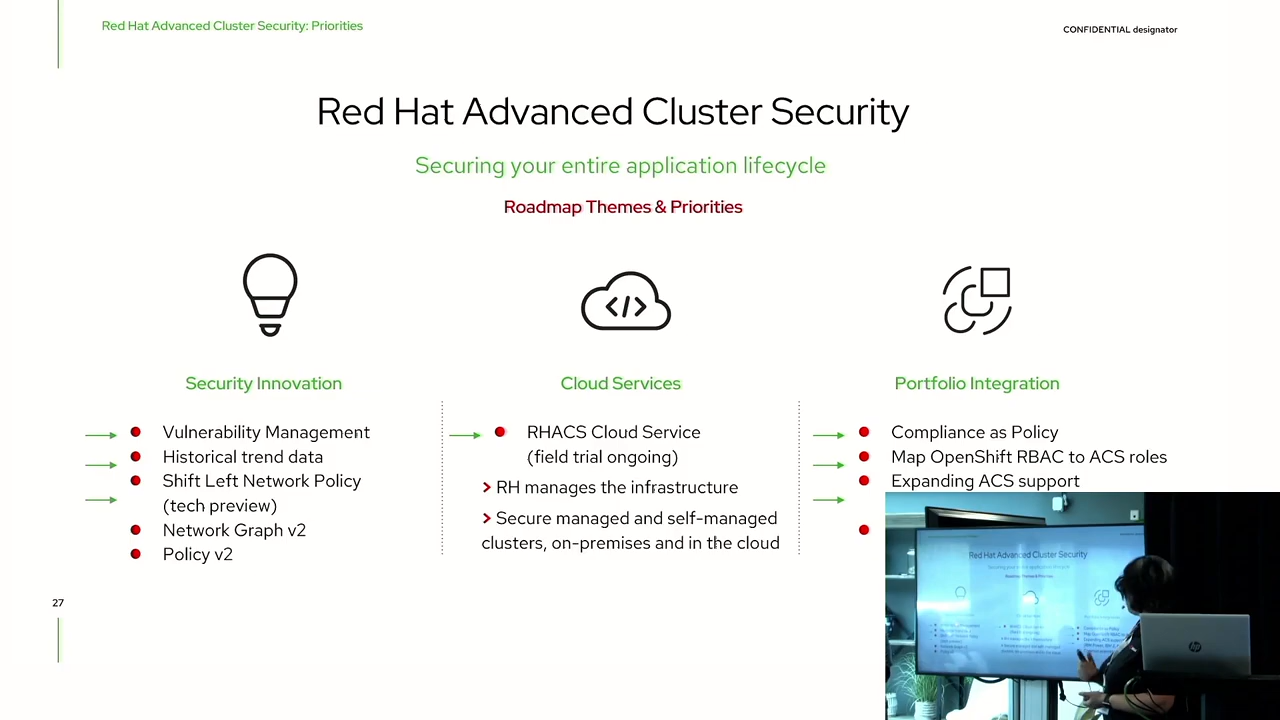 Red Hat Advanced Cluster Security: Priorities
CONFIDENTIAL designator
Red Hat Advanced Cluster Security
Securing your entire application lifecycle
Roadmap Themes & Priorities
</>
Security Innovation
Vulnerability Management
Historical trend data
Shift Left Network Policy
(tech preview)
Network Graph v2
Policy v2
Cloud Services
RHACS Cloud Service
(field trial ongoing)
RH manages the infrastructure
Secure managed and self-managed
clusters, on-premises and in the cloud
Portfolio Integration
Compliance as Policy
Map OpenShift RBAC to ACS roles
Expanding ACS support
27
Red Hat Advanced Cluster Security
hp